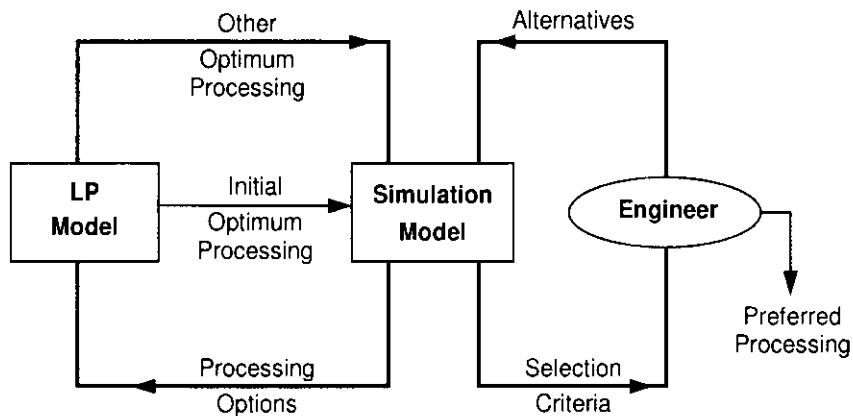 Other
Optimum
Processing
Alternatives
LP
Model
Initial
Optimum
Processing
Simulation
Model
Engineer
Preferred
Processing
Processing
Options
Selection
Criteria